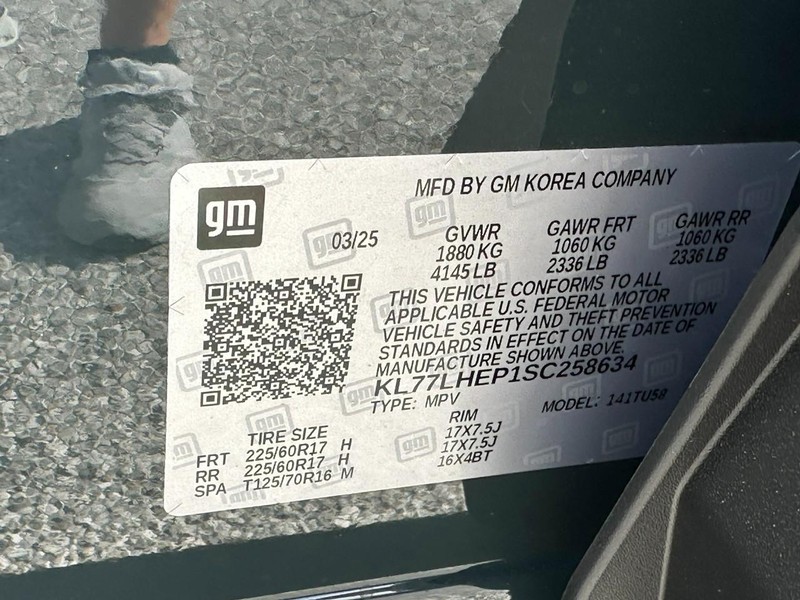 gm
MFD BY GM KOREA COMPANY
03/25
GVWR GAWR FRT GAWR RR
1880 KG 1060 KG 1060 KG
4145 LB 2336 LB 2336 LB
THIS VEHICLE CONFORMS TO ALL
APPLICABLE U.S. FEDERAL MOTOR
VEHICLE SAFETY AND THEFT PREVENTION
STANDARDS IN EFFECT ON THE DATE OF
MANUFACTURE SHOWN ABOVE.
KL77LHEP1SC258634
TYPE: MPV MODEL: 141TU58
TIRE SIZE RIM
FRT 225/60R17 H 17X7.5J
RR 225/60R17 H 17X7.5J
SPA T125/70R16 M 16X4BT